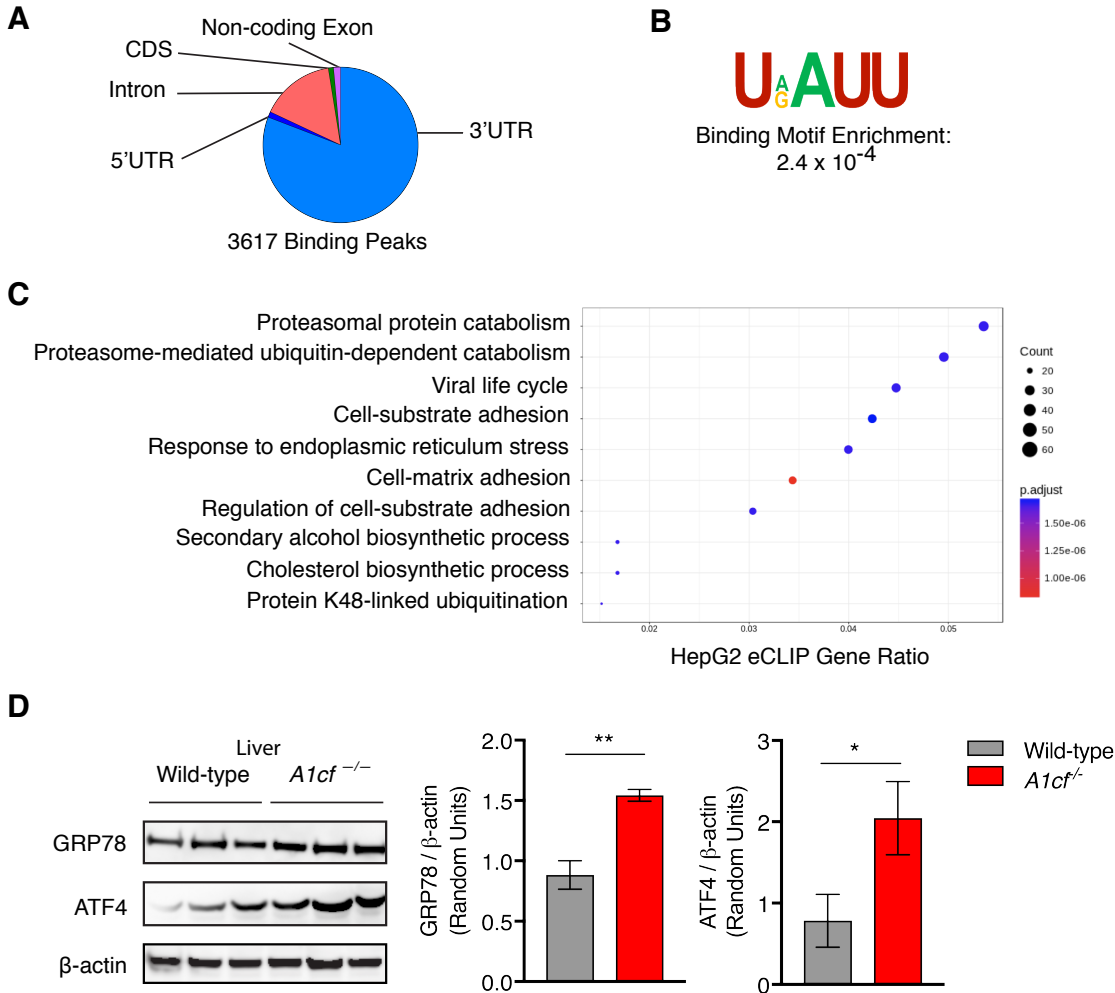 A
Non-coding Exon
CDS
Intron
5’UTR
3’UTR
3617 Binding Peaks
B
UAGAUU
Binding Motif Enrichment:
2.4 x 10-4
C
Proteasomal protein catabolism
Proteasome-mediated ubiquitin-dependent catabolism
Viral life cycle
Cell-substrate adhesion
Response to endoplasmic reticulum stress
Cell-matrix adhesion
Regulation of cell-substrate adhesion
Secondary alcohol biosynthetic process
Cholesterol biosynthetic process
Protein K48-linked ubiquitination
0.02 0.03 0.04 0.05
HepG2 eCLIP Gene Ratio
Count
20
30
40
50
60
p.adjust
1.50e-06
1.25e-06
1.00e-06
D
Liver
Wild-type A1cf −/−
GRP78
ATF4
β-actin
GRP78 / β-actin
(Random Units)
2.0
1.5
1.0
0.5
0.0
**
ATF4 / β-actin
(Random Units)
3
2
1
0
*
Wild-type
A1cf-/-